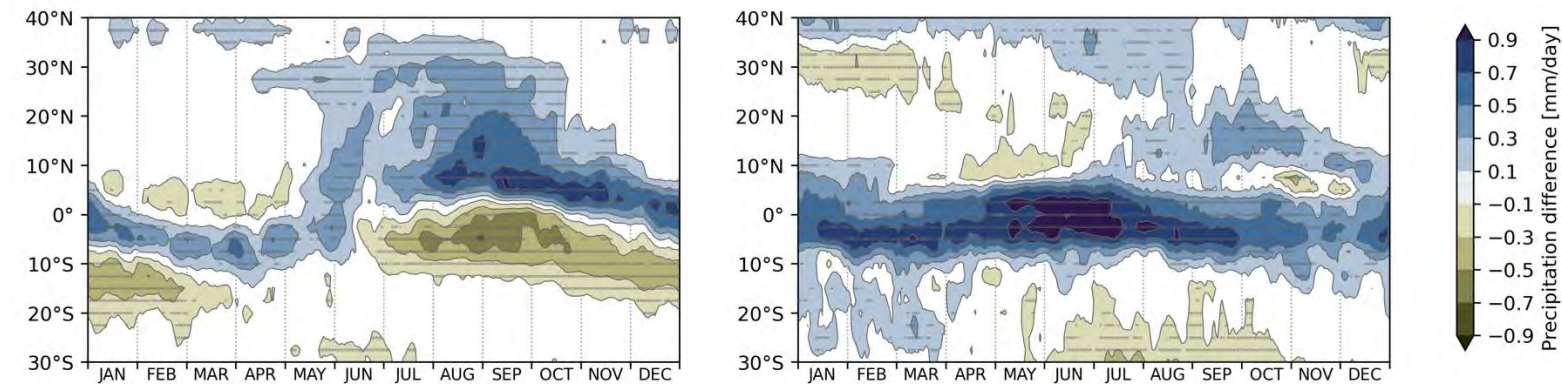 40°N
30°N
20°N
10°N
0°
10°S
20°S
30°S
JAN FEB MAR APR MAY JUN JUL AUG SEP OCT NOV DEC
40°N
30°N
20°N
10°N
0°
10°S
20°S
30°S
JAN FEB MAR APR MAY JUN JUL AUG SEP OCT NOV DEC
0.9
0.7
0.5
0.3
0.1
−0.1
−0.3
−0.5
−0.7
−0.9
Precipitation difference [mm/day]